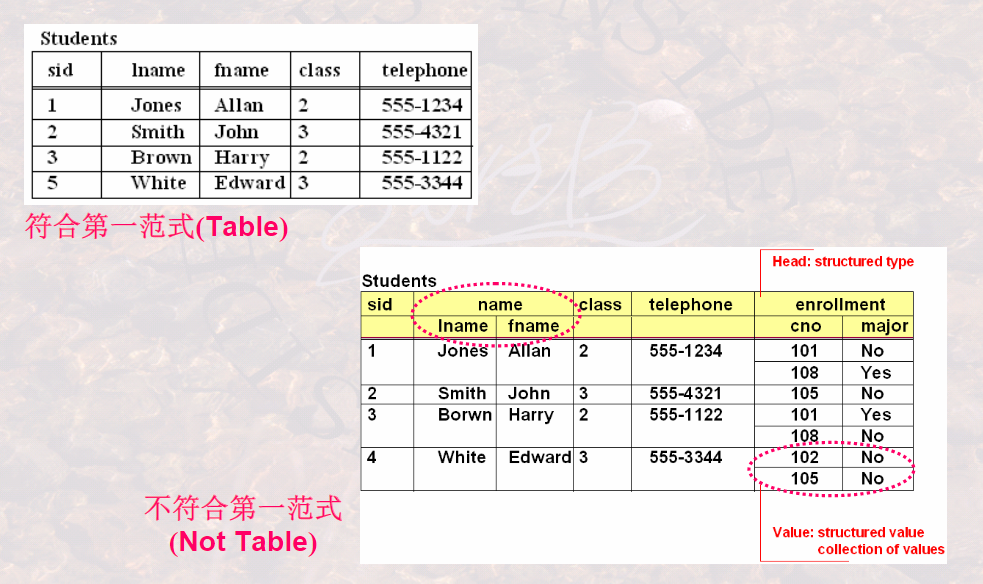 Students
sid lname fname class telephone
1 Jones Allan 2 555-1234
2 Smith John 3 555-4321
3 Brown Harry 2 555-1122
5 White Edward 3 555-3344
符合第一范式(Table)
Head: structured type
Students
sid name class telephone enrollment
lname fname cno major
1 Jones Allan 2 555-1234 101 No
108 Yes
2 Smith John 3 555-4321 105 No
3 Borwn Harry 2 555-1122 101 Yes
108 No
4 White Edward 3 555-3344 102 No
105 No
不符合第一范式
(Not Table)
Value: structured value
collection of values